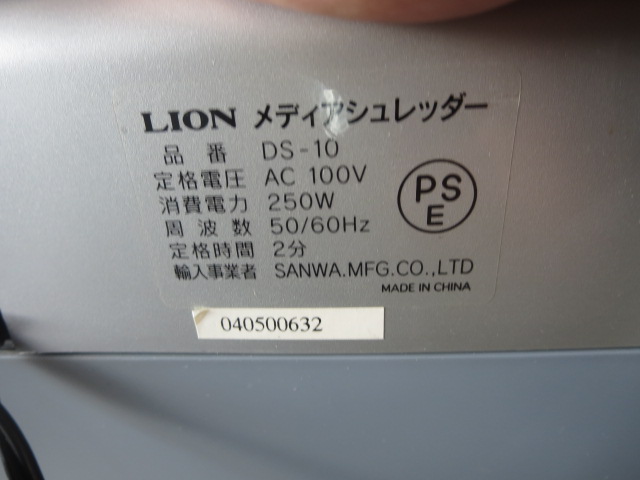 LION メディアシュレッダー
品番 DS-10
定格電圧 AC 100V
消費電力 250W
周波数 50/60Hz
定格時間 2分
輸入事業者 SANWA.MFG.CO.,LTD
MADE IN CHINA
PS
E
040500632